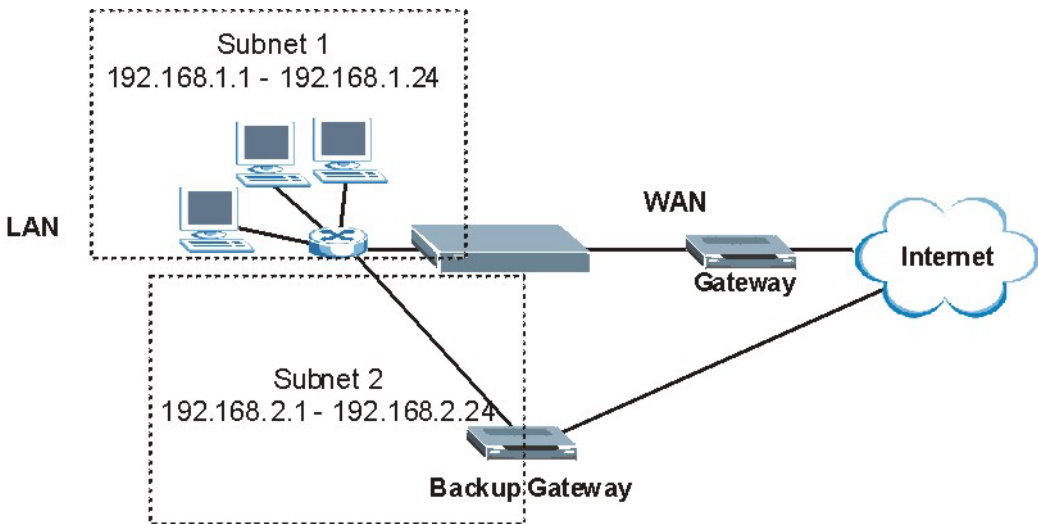 Subnet 1
192.168.1.1 - 192.168.1.24
LAN
WAN
Gateway
Internet
Subnet 2
192.168.2.1 - 192.168.2.24
Backup Gateway